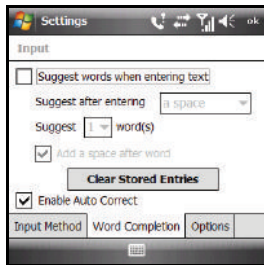 Settings ok
Input
Suggest words when entering text
Suggest after entering a space
Suggest 1 word(s)
Add a space after word
Clear Stored Entries
Enable Auto Correct
Input Method Word Completion Options